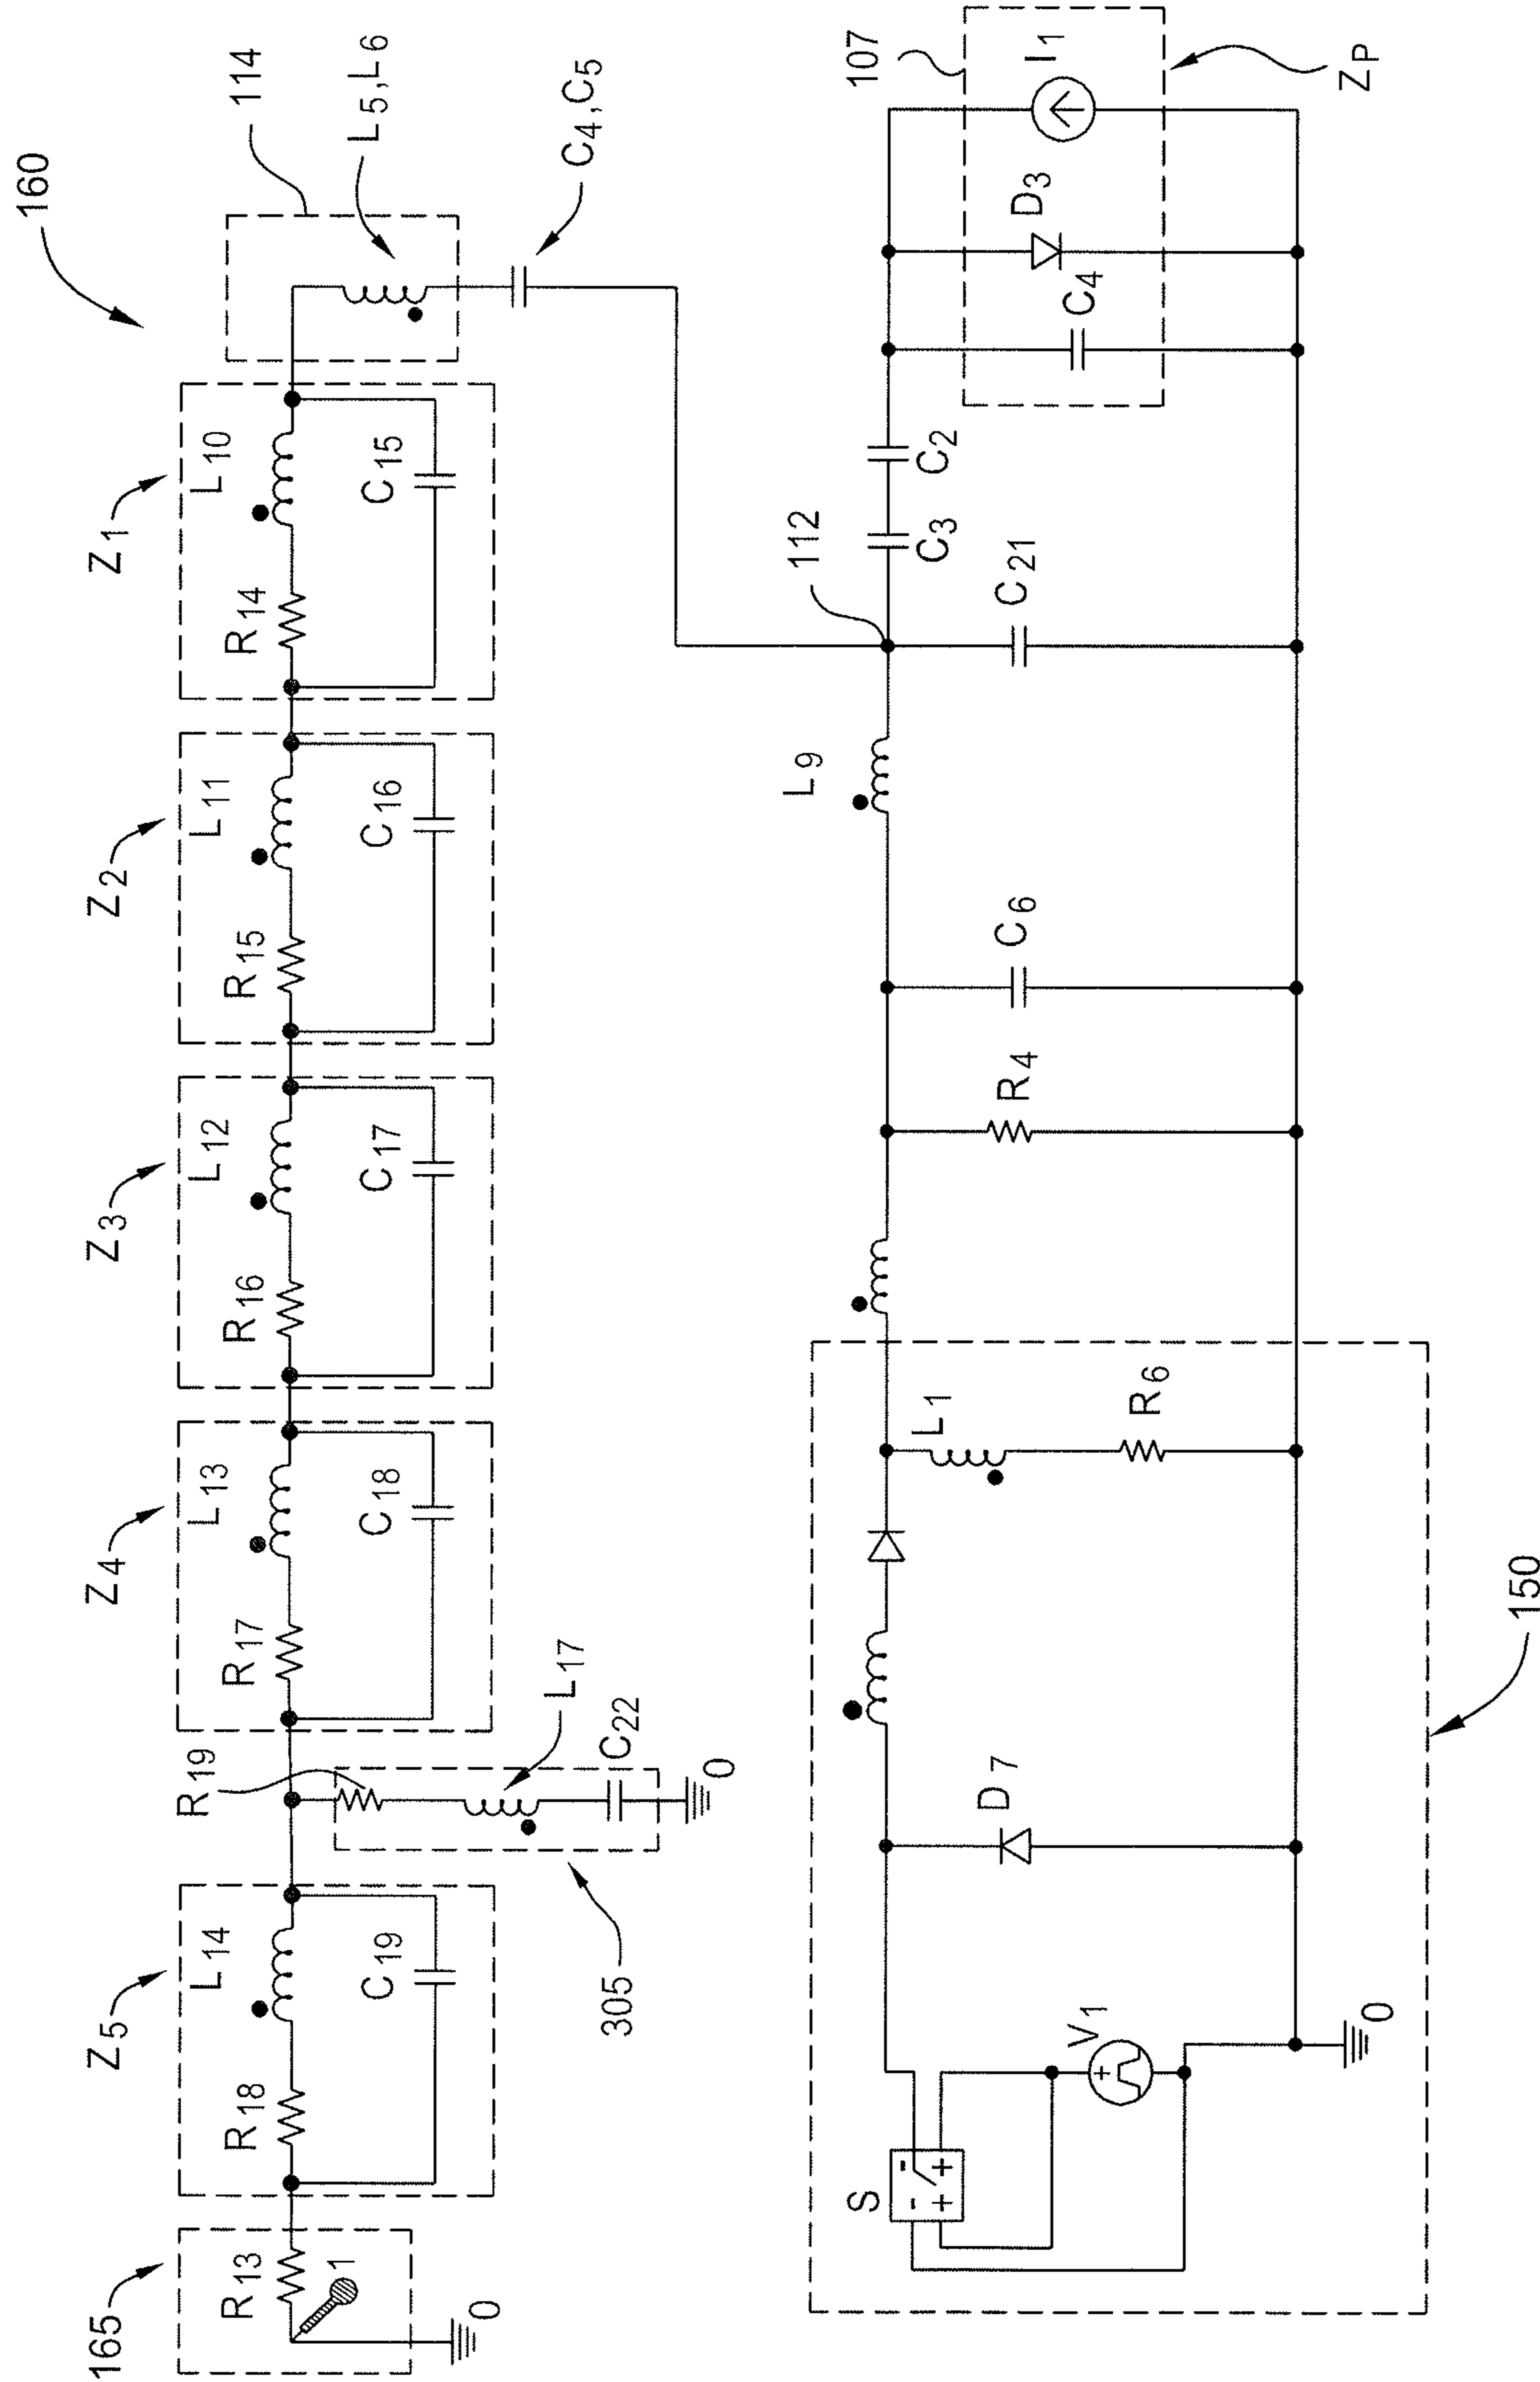 160
114
L5,L6
C4,C5
Z1
L10
R14
C15
Z2
L11
R15
C16
Z3
L12
R16
C17
Z4
L13
R17
C18
R19
L17
C22
0
305
Z5
L14
R18
C19
165
R13
1
0
107
I1
ZP
D3
C4
C2
C3
112
C21
L9
C6
R4
L1
R6
D7
150
V1
+
S
- -
+ +
0